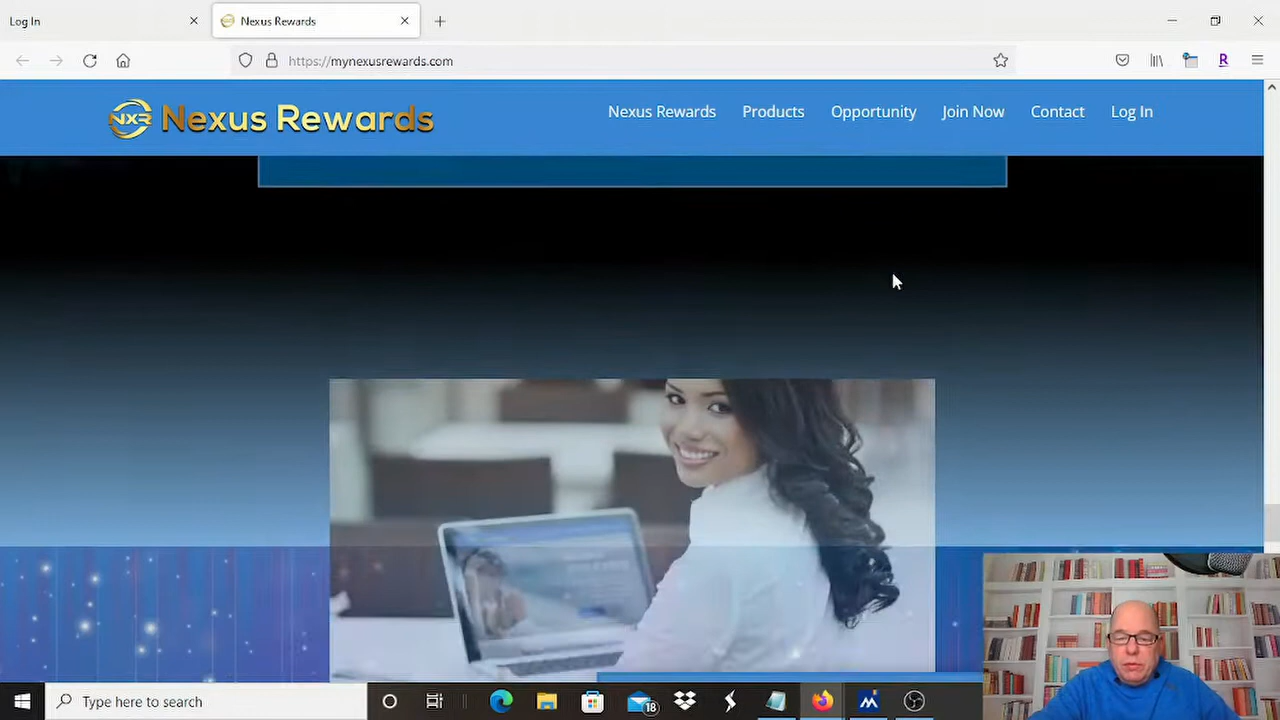 Log In
Nexus Rewards
https://mynexusrewards.com
R
NXR Nexus Rewards
Nexus Rewards Products Opportunity Join Now Contact Log In
Type here to search
18